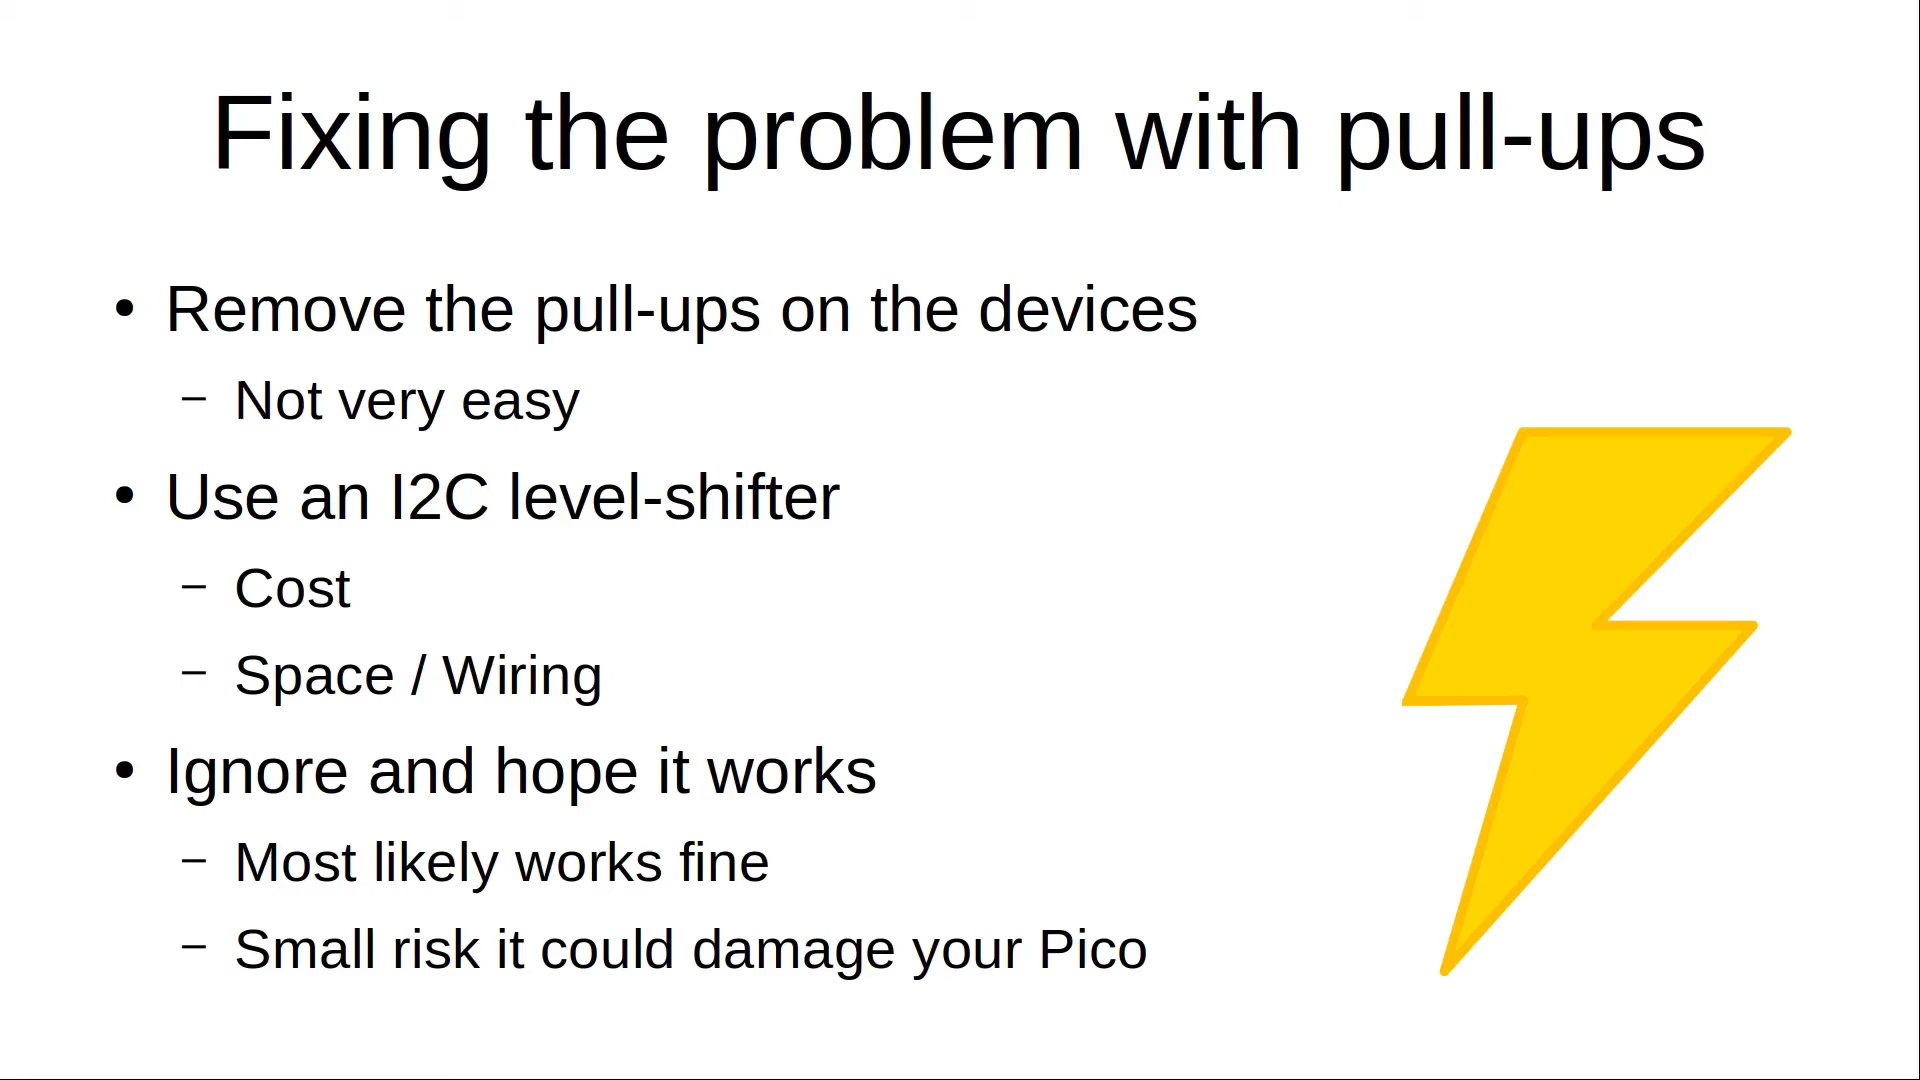 Fixing the problem with pull-ups
• Remove the pull-ups on the devices
– Not very easy
• Use an I2C level-shifter
– Cost
– Space / Wiring
• Ignore and hope it works
– Most likely works fine
– Small risk it could damage your Pico